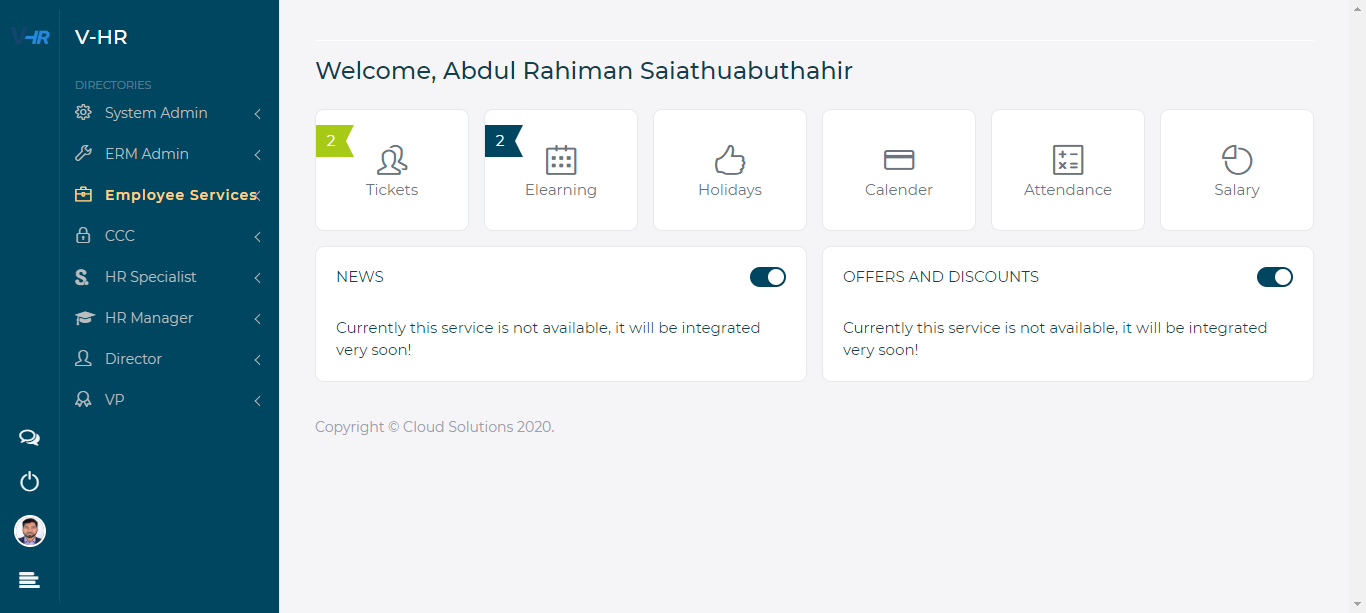 V-HR
V-HR
DIRECTORIES
System Admin
ERM Admin
Employee Services
CCC
HR Specialist
HR Manager
Director
VP
Welcome, Abdul Rahiman Saiathuabuthahir
2
Tickets
2
Elearning
Holidays
Calender
Attendance
Salary
NEWS
Currently this service is not available, it will be integrated
very soon!
OFFERS AND DISCOUNTS
Currently this service is not available, it will be integrated
very soon!
Copyright © Cloud Solutions 2020.